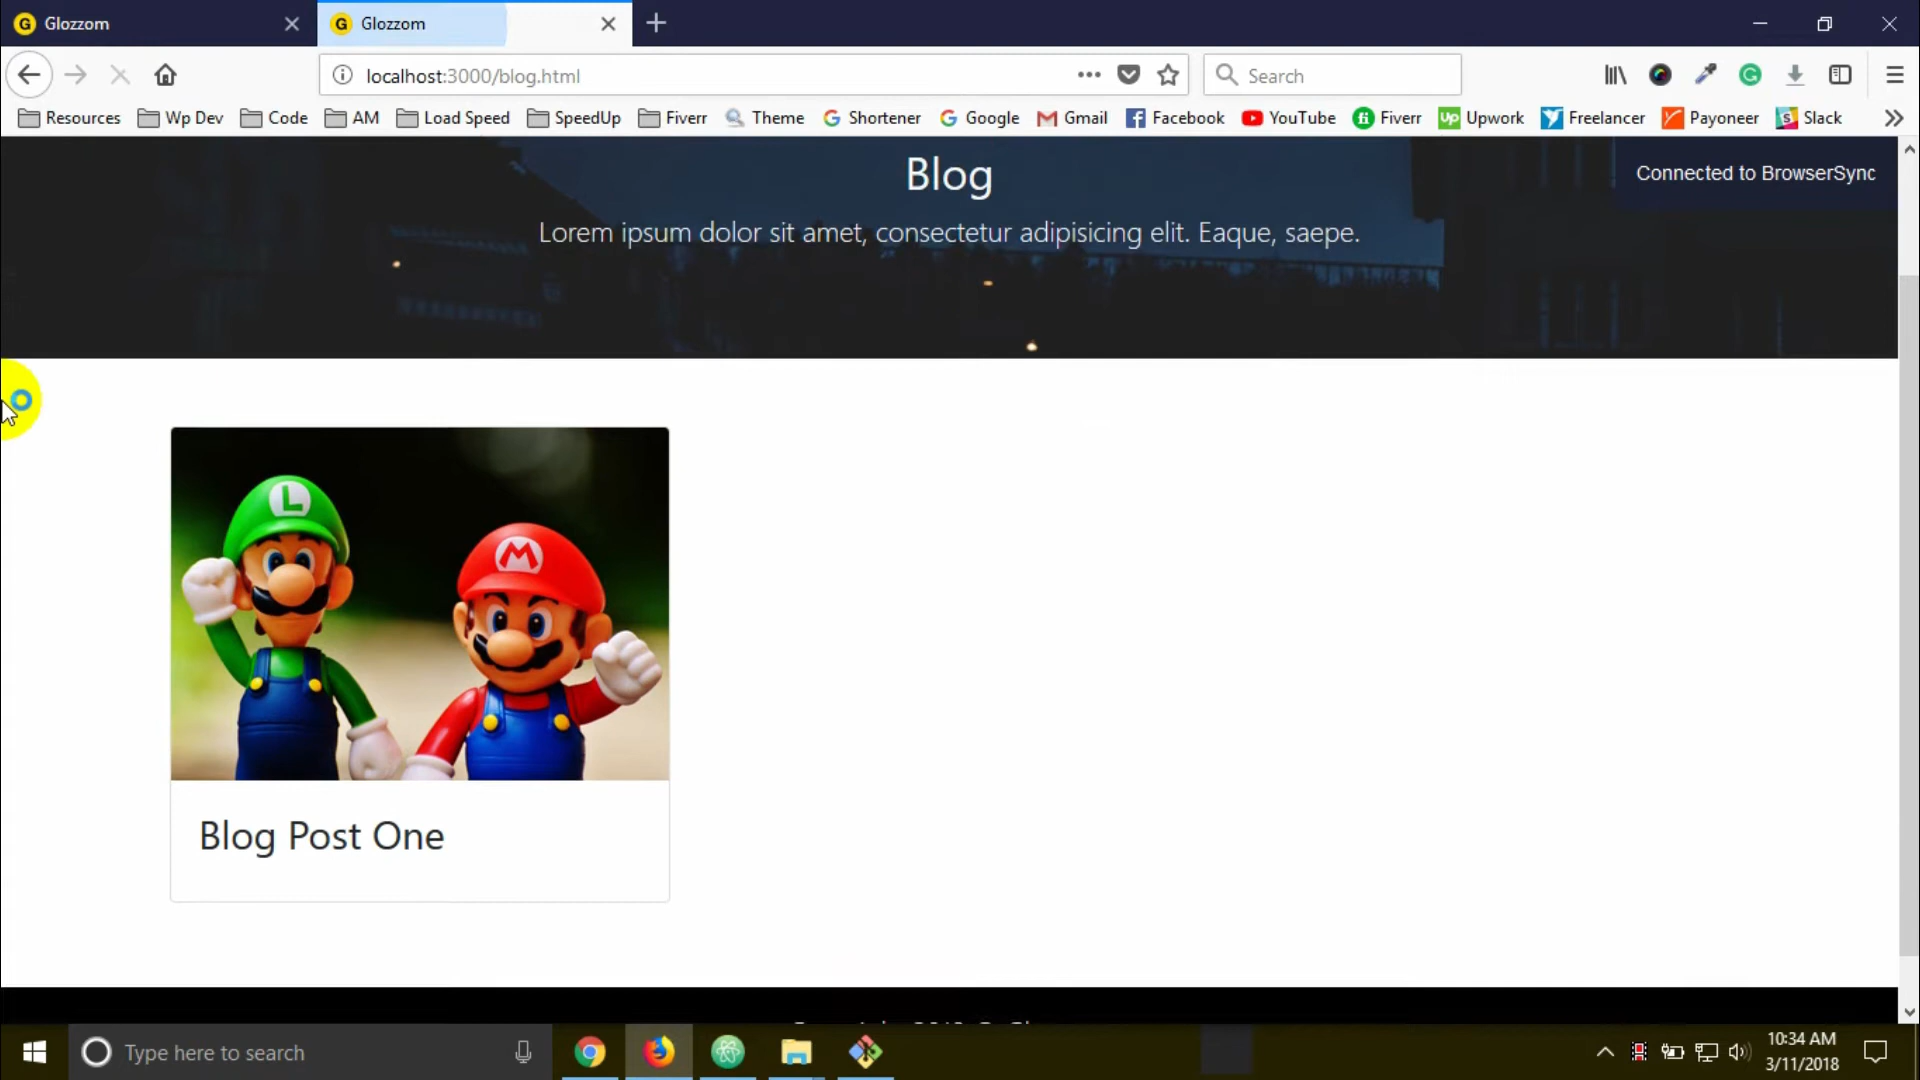 Glozzom
Glozzom
localhost:3000/blog.html
Search
Resources
Wp Dev
Code
AM
Load Speed
SpeedUp
Fiverr
Theme
Shortener
Google
Gmail
Facebook
YouTube
Fiverr
Upwork
Freelancer
Payoneer
Slack
Blog
Connected to BrowserSync
Lorem ipsum dolor sit amet, consectetur adipisicing elit. Eaque, saepe.
L
M
Blog Post One
Type here to search
10:34 AM
3/11/2018